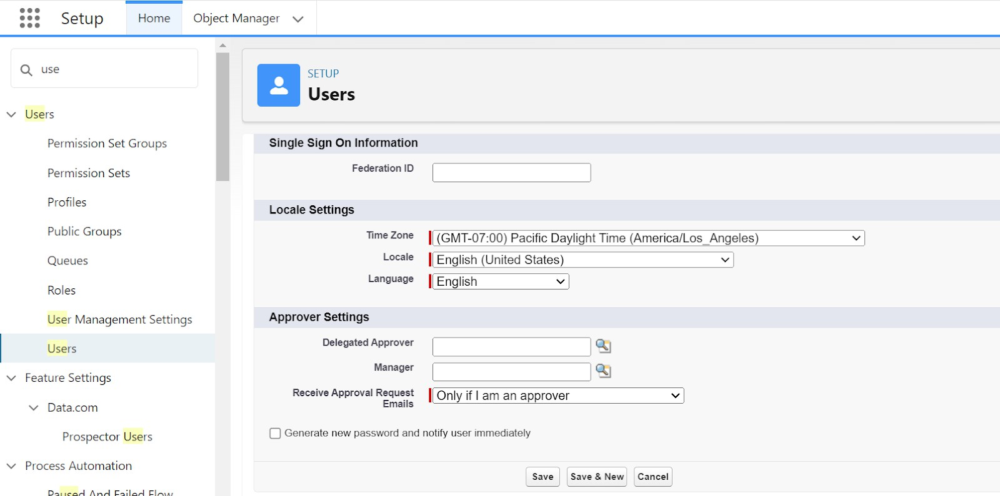 Setup
Home
Object Manager
use
Users
Permission Set Groups
Permission Sets
Profiles
Public Groups
Queues
Roles
User Management Settings
Users
Feature Settings
Data.com
Prospector Users
Process Automation
Paused And Failed Flow
SETUP
Users
Single Sign On Information
Federation ID
Locale Settings
Time Zone (GMT-07:00) Pacific Daylight Time (America/Los_Angeles)
Locale English (United States)
Language English
Approver Settings
Delegated Approver
Manager
Receive Approval Request
Emails
Only if I am an approver
Generate new password and notify user immediately
Save Save & New Cancel